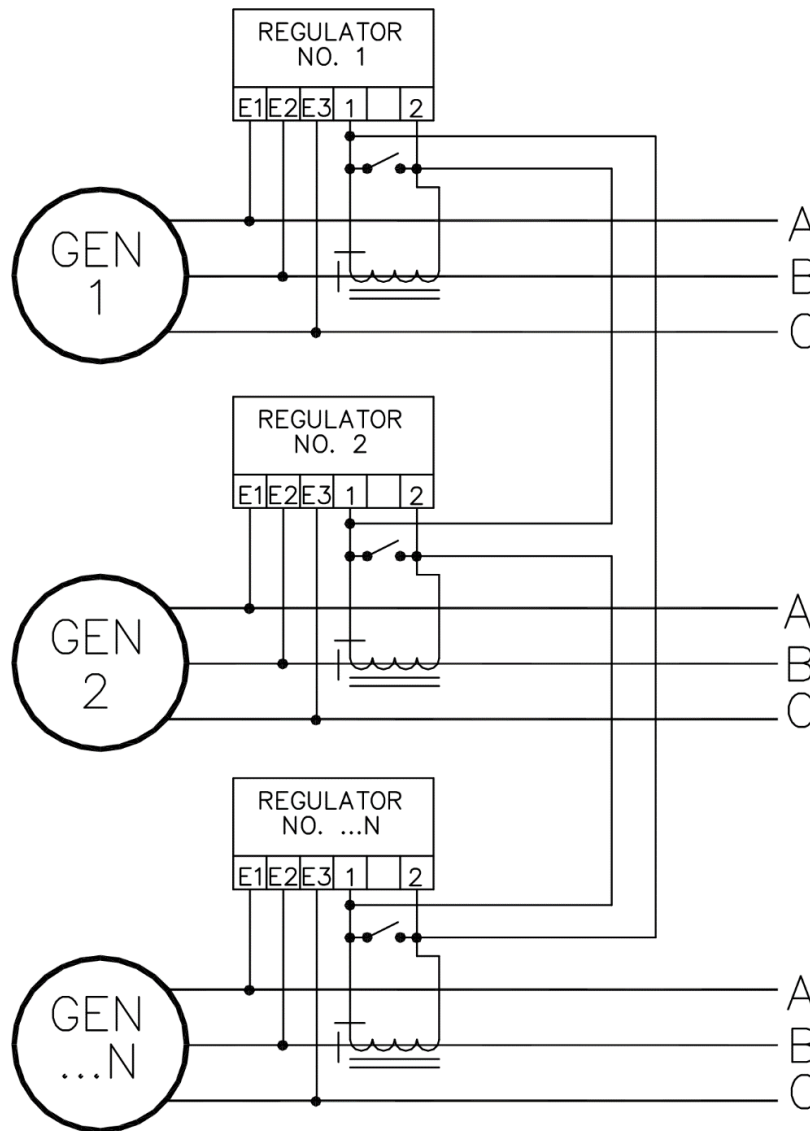 REGULATOR
NO. 1
E1 E2 E3 1 2
GEN
1
A
B
C
REGULATOR
NO. 2
E1 E2 E3 1 2
GEN
2
A
B
C
REGULATOR
NO. ...N
E1 E2 E3 1 2
GEN
...N
A
B
C